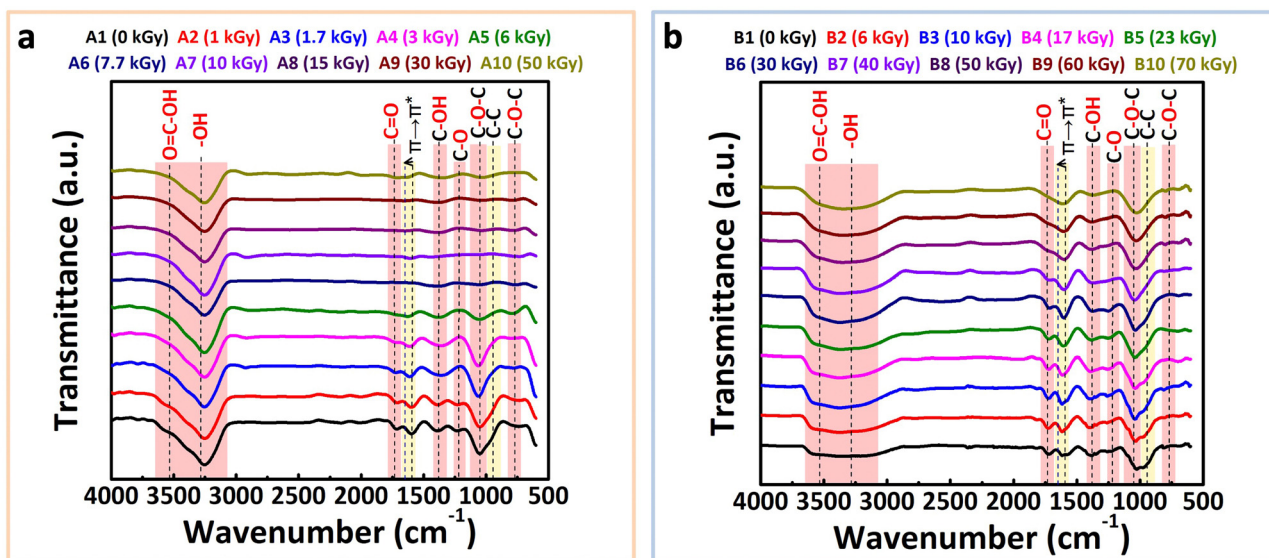 a
A1 (0 kGy) A2 (1 kGy) A3 (1.7 kGy) A4 (3 kGy) A5 (6 kGy)
A6 (7.7 kGy) A7 (10 kGy) A8 (15 kGy) A9 (30 kGy) A10 (50 kGy)
O=C-OH
-OH
C=O
π→π*
C-OH
C-O
C-O-C
C-C
C-O-C
Transmittance (a.u.)
4000 3500 3000 2500 2000 1500 1000 500
Wavenumber (cm-1)
b
B1 (0 kGy) B2 (6 kGy) B3 (10 kGy) B4 (17 kGy) B5 (23 kGy)
B6 (30 kGy) B7 (40 kGy) B8 (50 kGy) B9 (60 kGy) B10 (70 kGy)
O=C-OH
-OH
C=O
π→π*
C-OH
C-O
C-O-C
C-C
C-O-C
Transmittance (a.u.)
4000 3500 3000 2500 2000 1500 1000 500
Wavenumber (cm-1)